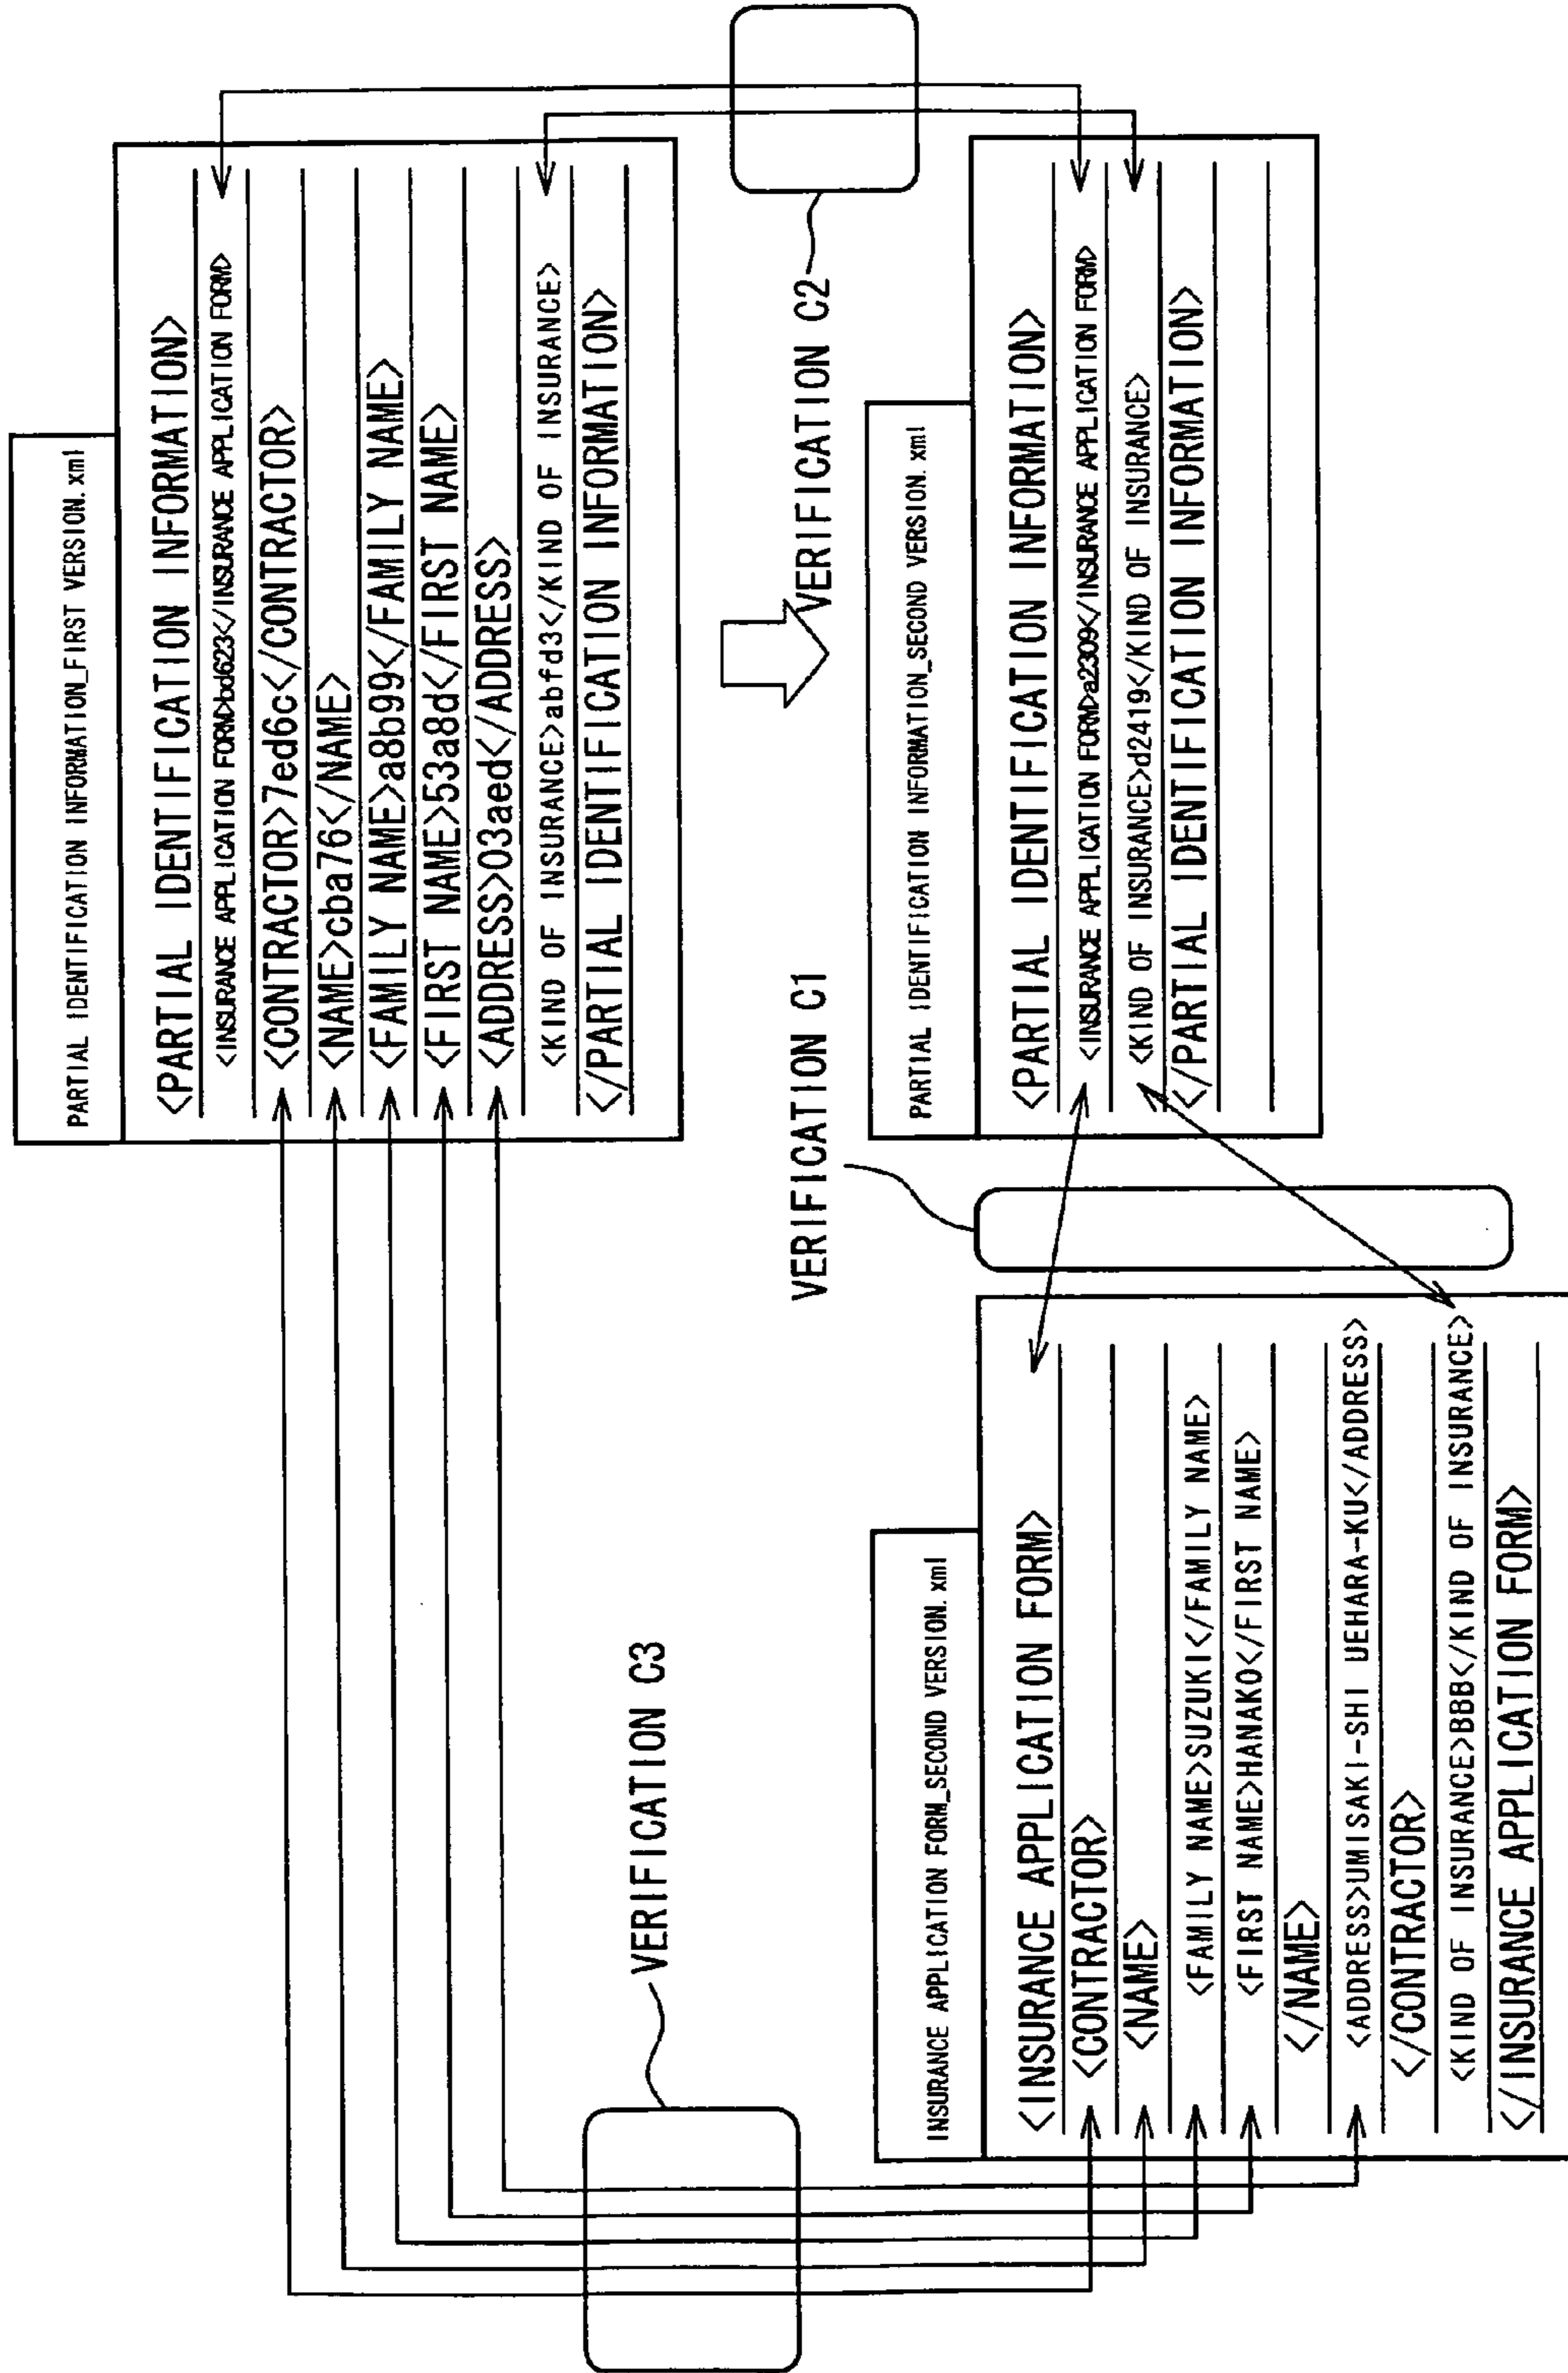 PARTIAL IDENTIFICATION INFORMATION_FIRST VERSION.xml
<PARTIAL IDENTIFICATION INFORMATION>
<INSURANCE APPLICATION FORM>bd623</INSURANCE APPLICATION FORM>
<CONTRACTOR>7ed6c</CONTRACTOR>
<NAME>cba76</NAME>
<FAMILY NAME>a8b99</FAMILY NAME>
<FIRST NAME>53a8d</FIRST NAME>
<ADDRESS>03aed</ADDRESS>
<KIND OF INSURANCE>abfd3</KIND OF INSURANCE>
</PARTIAL IDENTIFICATION INFORMATION>
VERIFICATION C3
VERIFICATION C1
VERIFICATION C2
INSURANCE APPLICATION FORM_SECOND VERSION.xml
<INSURANCE APPLICATION FORM>
<CONTRACTOR>
<NAME>
<FAMILY NAME>SUZUKI</FAMILY NAME>
<FIRST NAME>HANAKO</FIRST NAME>
</NAME>
<ADDRESS>UMISAKI-SHI UEHARA-KU</ADDRESS>
</CONTRACTOR>
<KIND OF INSURANCE>BBB</KIND OF INSURANCE>
</INSURANCE APPLICATION FORM>
PARTIAL IDENTIFICATION INFORMATION_SECOND VERSION.xml
<PARTIAL IDENTIFICATION INFORMATION>
<INSURANCE APPLICATION FORM>a2309</INSURANCE APPLICATION FORM>
<KIND OF INSURANCE>d2419</KIND OF INSURANCE>
</PARTIAL IDENTIFICATION INFORMATION>